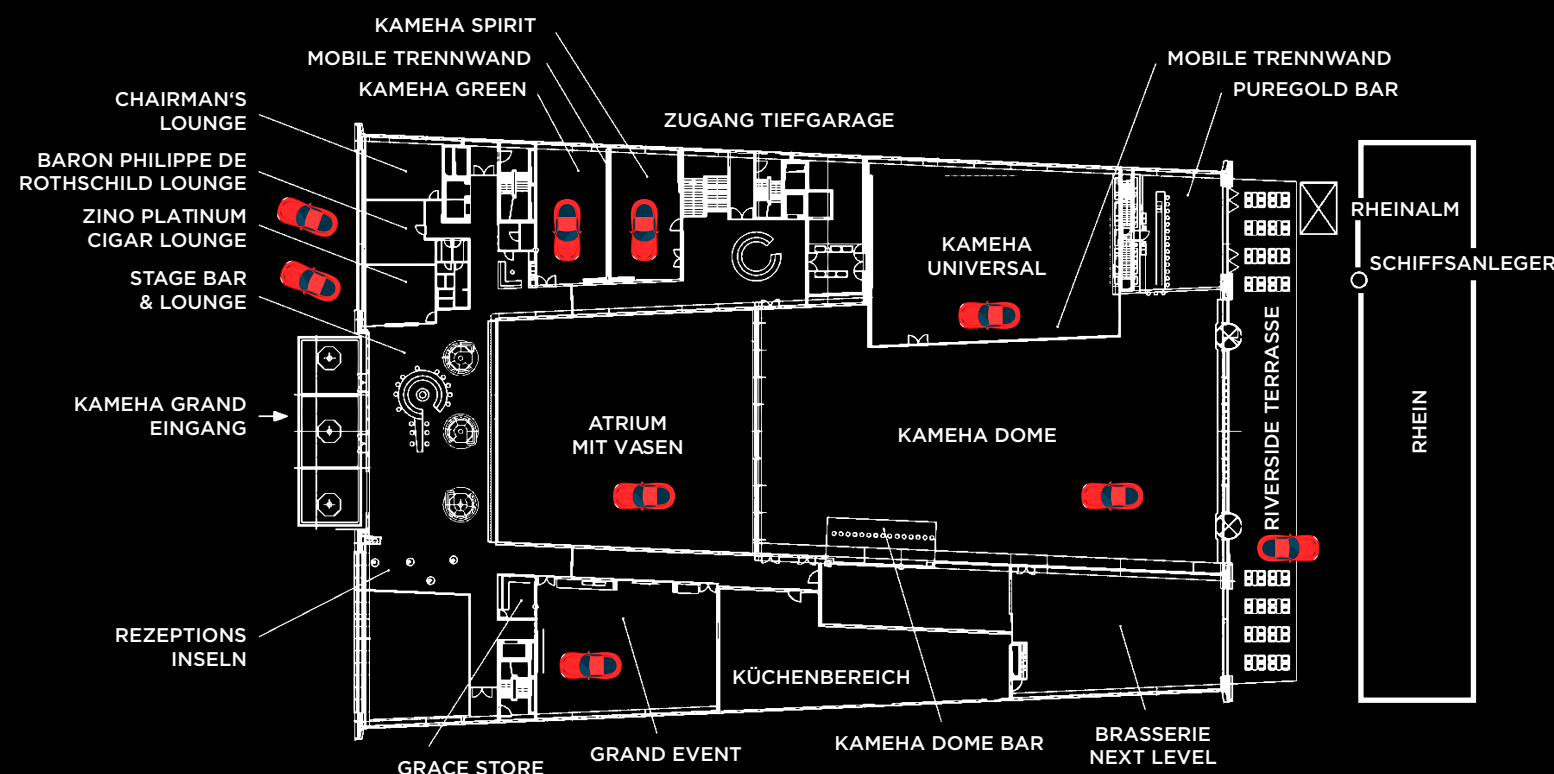 KAMEHA SPIRIT
MOBILE TRENNWAND
KAMEHA GREEN
MOBILE TRENNWAND
PUREGOLD BAR
CHAIRMAN‘S
LOUNGE
ZUGANG TIEFGARAGE
BARON PHILIPPE DE
ROTHSCHILD LOUNGE
ZINO PLATINUM
CIGAR LOUNGE
STAGE BAR
& LOUNGE
KAMEHA
UNIVERSAL
RHEINALM
SCHIFFSANLEGER
KAMEHA GRAND
EINGANG
ATRIUM
MIT VASEN
KAMEHA DOME
RIVERSIDE TERRASSE
RHEIN
REZEPTIONS
INSELN
KÜCHENBEREICH
GRACE STORE
GRAND EVENT
KAMEHA DOME BAR
BRASSERIE
NEXT LEVEL